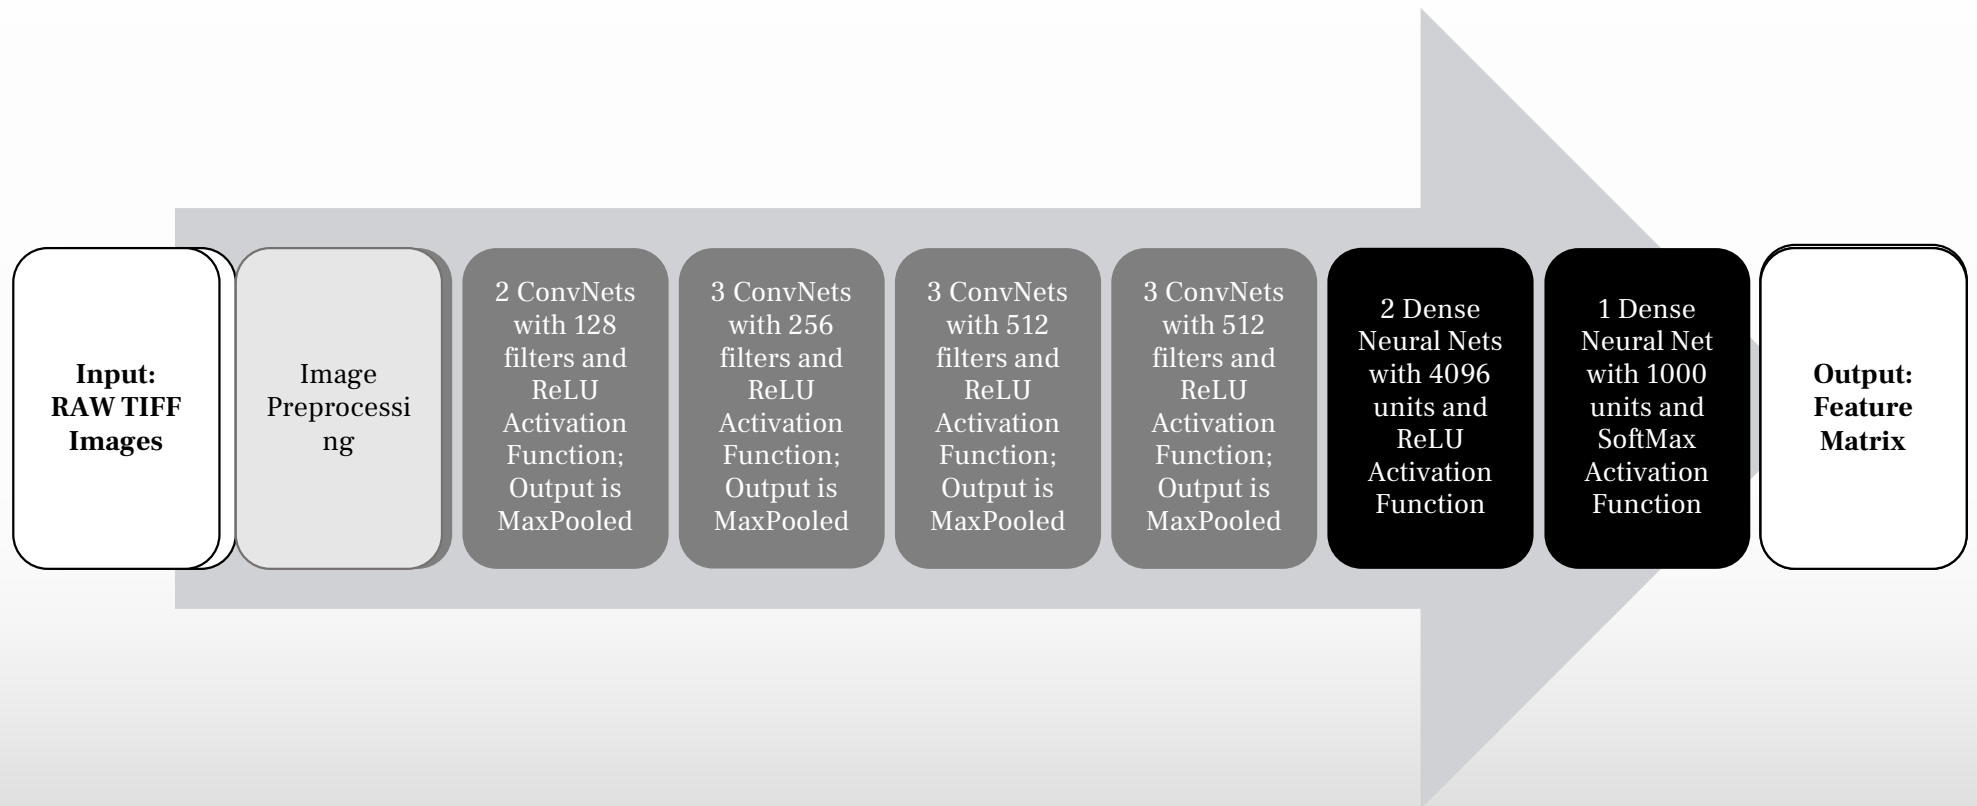 Input:
RAW TIFF
Images
Image
Preprocessi
ng
2 ConvNets
with 128
filters and
ReLU
Activation
Function;
Output is
MaxPooled
3 ConvNets
with 256
filters and
ReLU
Activation
Function;
Output is
MaxPooled
3 ConvNets
with 512
filters and
ReLU
Activation
Function;
Output is
MaxPooled
3 ConvNets
with 512
filters and
ReLU
Activation
Function;
Output is
MaxPooled
2 Dense
Neural Nets
with 4096
units and
ReLU
Activation
Function
1 Dense
Neural Net
with 1000
units and
SoftMax
Activation
Function
Output:
Feature
Matrix